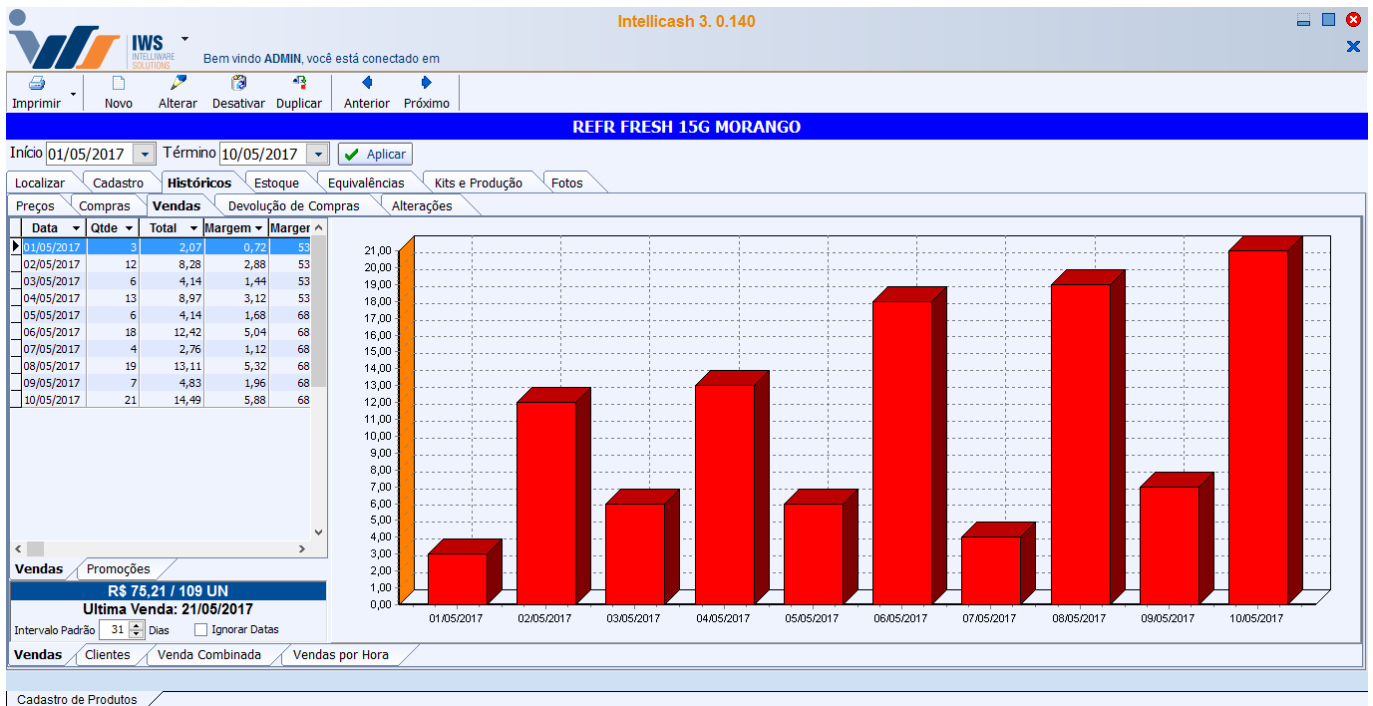 Intellicash 3. 0.140
IWS
INTELLIWARE
SOLUTIONS
Bem vindo ADMIN, você está conectado em
Imprimir Novo Alterar Desativar Duplicar Anterior Próximo
REFR FRESH 15G MORANGO
Início 01/05/2017 Término 10/05/2017 Aplicar
Localizar Cadastro Históricos Estoque Equivalências Kits e Produção Fotos
Preços Compras Vendas Devolução de Compras Alterações
Data Qtde Total Margem Marger
01/05/2017 3 2,07 0,72 53
02/05/2017 12 8,28 2,88 53
03/05/2017 6 4,14 1,44 53
04/05/2017 13 8,97 3,12 53
05/05/2017 6 4,14 1,68 68
06/05/2017 18 12,42 5,04 68
07/05/2017 4 2,76 1,12 68
08/05/2017 19 13,11 5,32 68
09/05/2017 7 4,83 1,96 68
10/05/2017 21 14,49 5,88 68
21,00
20,00
19,00
18,00
17,00
16,00
15,00
14,00
13,00
12,00
11,00
10,00
9,00
8,00
7,00
6,00
5,00
4,00
3,00
2,00
1,00
0,00
01/05/2017 02/05/2017 03/05/2017 04/05/2017 05/05/2017 06/05/2017 07/05/2017 08/05/2017 09/05/2017 10/05/2017
Vendas Promoções
R$ 75,21 / 109 UN
Ultima Venda: 21/05/2017
Intervalo Padrão 31 Dias Ignorar Datas
Vendas Clientes Venda Combinada Vendas por Hora
Cadastro de Produtos